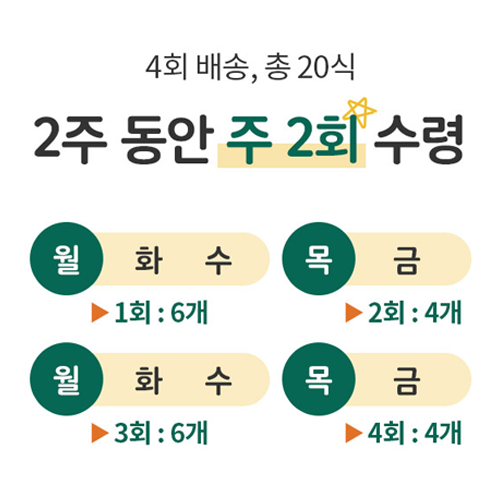 4회 배송, 총 20식
2주 동안 주 2회 수령
월 화 수 목 금
▶ 1회 : 6개 ▶ 2회 : 4개
월 화 수 목 금
▶ 3회 : 6개 ▶ 4회 : 4개